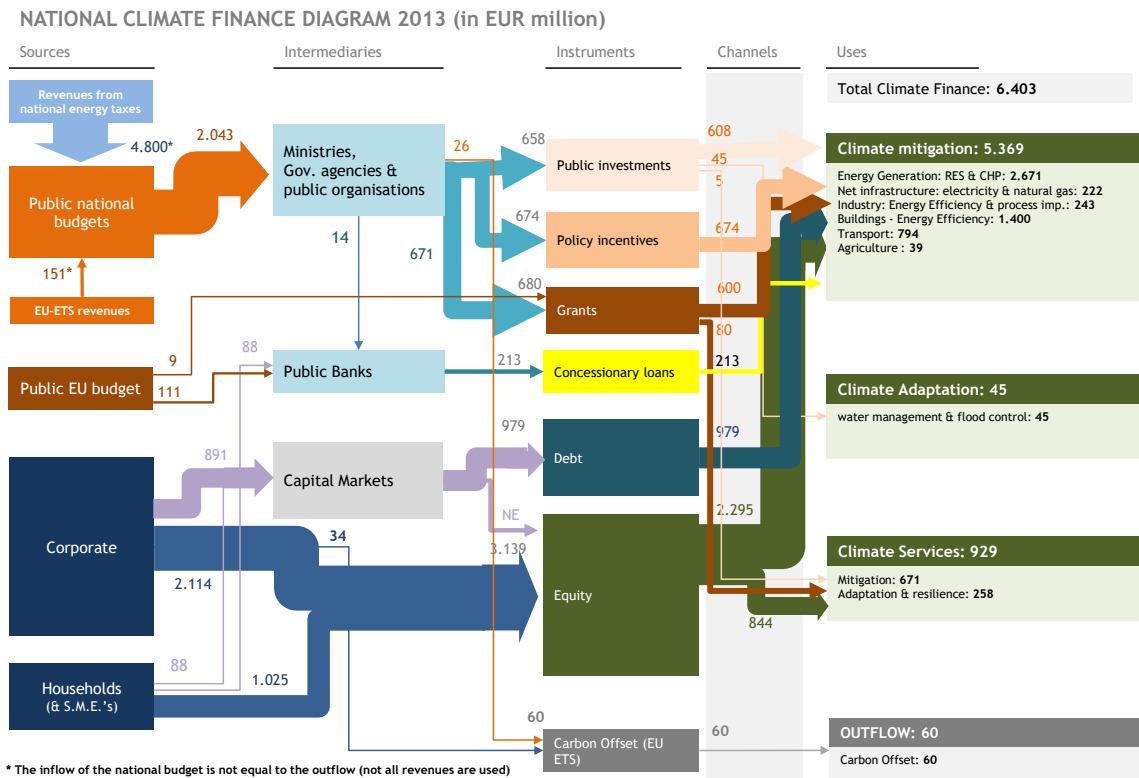 NATIONAL CLIMATE FINANCE DIAGRAM 2013 (in EUR million)
Sources
Intermediaries
Instruments
Channels
Uses
Revenues from
national energy taxes
4.800*
2.043
Public national
budgets
151*
EU-ETS revenues
9
Public EU budget
111
88
891
Corporate
2.114
34
88
Households
(& S.M.E.'s)
1.025
Ministries,
Gov. agencies &
public organisations
26
14
671
Public Banks
213
Capital Markets
979
NE
3.139
658
Public investments
674
Policy incentives
680
Grants
Concessionary loans
Debt
Equity
60
Carbon Offset (EU
ETS)
608
45
5
674
600
80
213
979
2.295
844
60
Total Climate Finance: 6.403
Climate mitigation: 5.369
Energy Generation: RES & CHP: 2.671
Net infrastructure: electricity & natural gas: 222
Industry: Energy Efficiency & process imp.: 243
Buildings - Energy Efficiency: 1.400
Transport: 794
Agriculture : 39
Climate Adaptation: 45
water management & flood control: 45
Climate Services: 929
Mitigation: 671
Adaptation & resilience: 258
OUTFLOW: 60
Carbon Offset: 60
* The inflow of the national budget is not equal to the outflow (not all revenues are used)